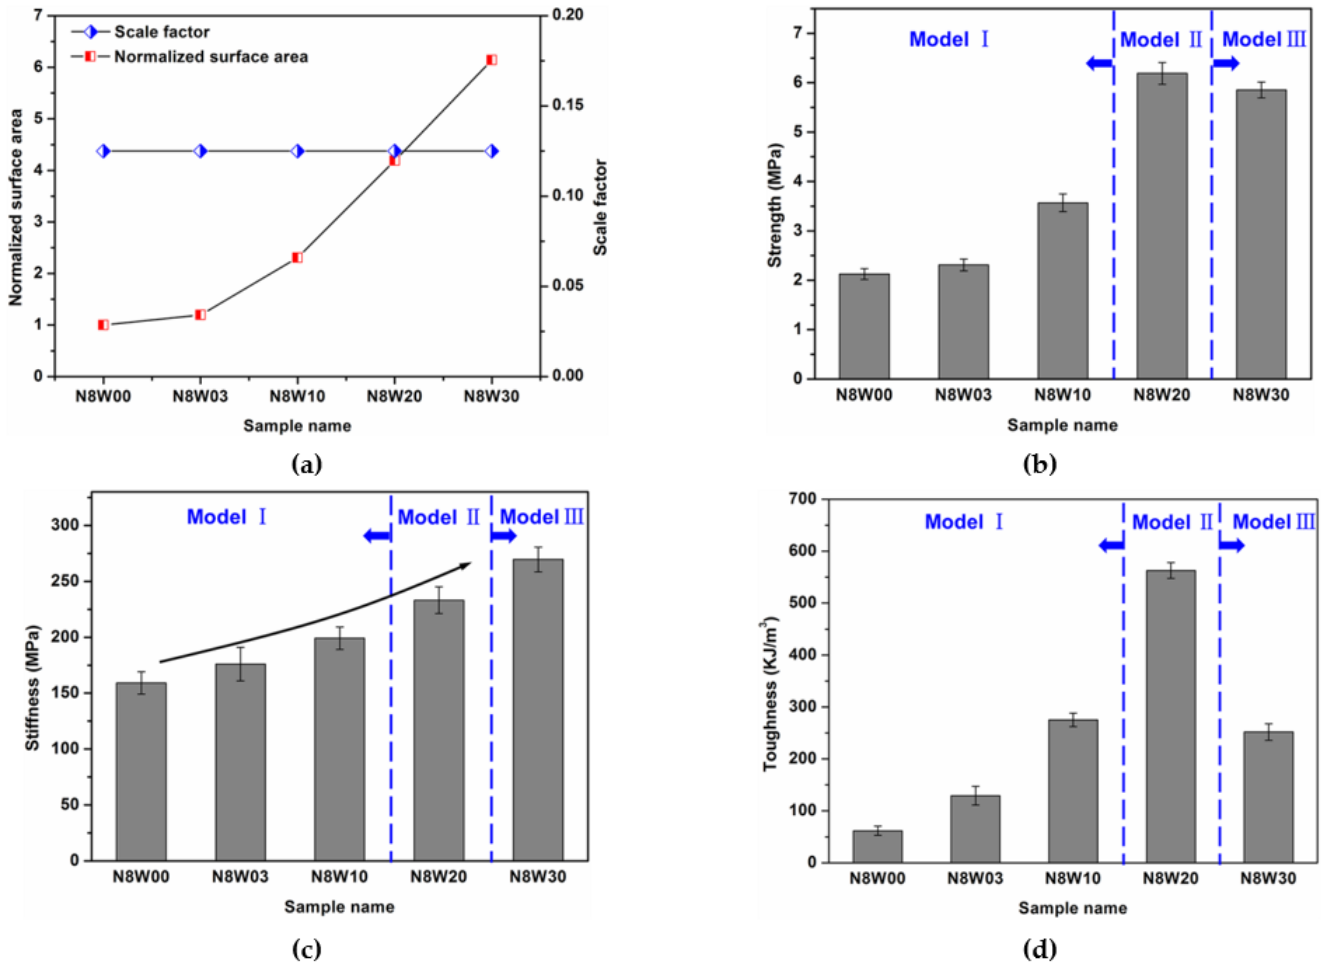 7
6
5
4
3
2
1
0
Normalized surface area
Scale factor
Normalized surface area
0.20
0.15
0.10
0.05
0.00
Scale factor
N8W00 N8W03 N8W10 N8W20 N8W30
Sample name
(a)
7
6
5
4
3
2
1
0
Strength (MPa)
Model Ⅰ Model Ⅱ Model Ⅲ
N8W00 N8W03 N8W10 N8W20 N8W30
Sample name
(b)
300
250
200
150
100
50
0
Stiffness (MPa)
Model Ⅰ Model Ⅱ Model Ⅲ
N8W00 N8W03 N8W10 N8W20 N8W30
Sample name
(c)
700
600
500
400
300
200
100
0
Toughness (KJ/m³)
Model Ⅰ Model Ⅱ Model Ⅲ
N8W00 N8W03 N8W10 N8W20 N8W30
Sample name
(d)